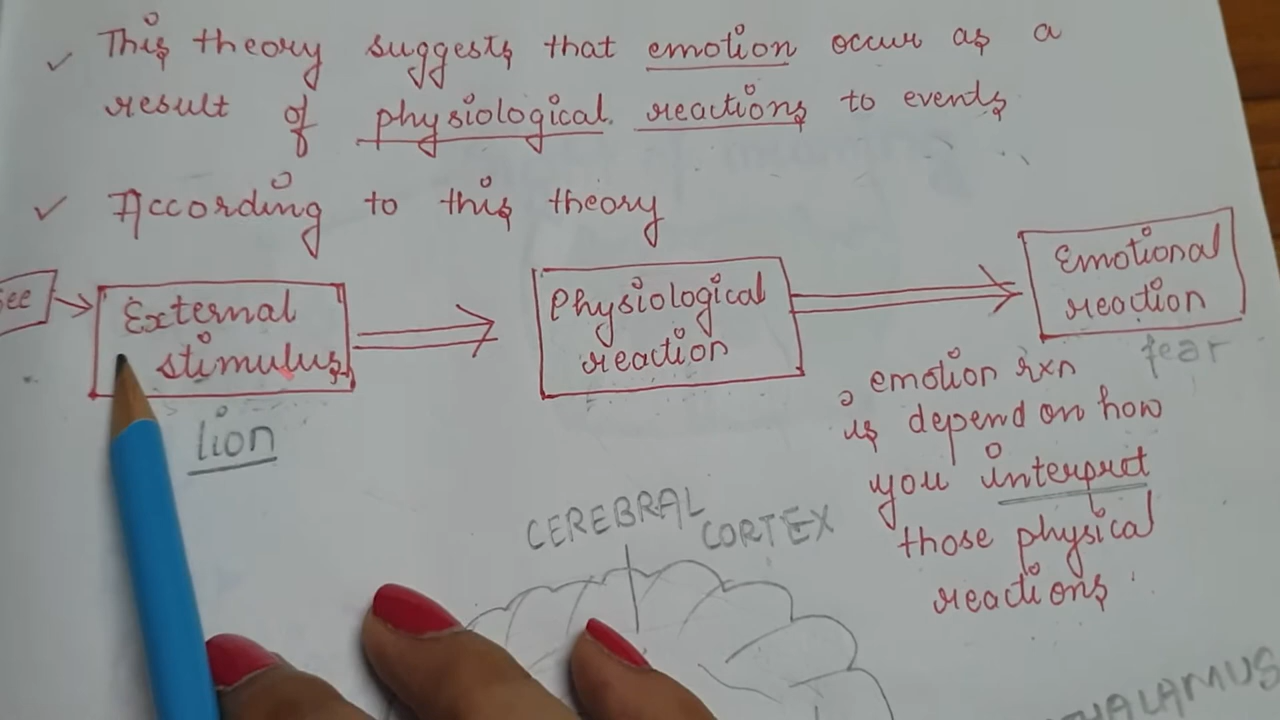 This theory suggests that emotion occur as a
result of physiological reactions to events
According to this theory
see
External
stimulus
lion
Physiological
reaction
Emotional
reaction
fear
emotion rxn
is depend on how
you interpret
those physical
reactions
CEREBRAL
CORTEX
THALAMUS